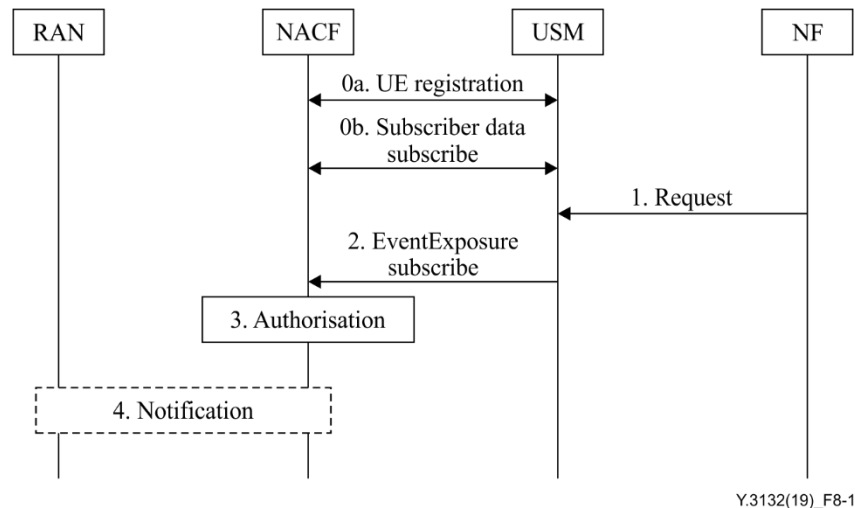 RAN
NACF
USM
NF
0a. UE registration
0b. Subscriber data
subscribe
1. Request
2. EventExposure
subscribe
3. Authorisation
4. Notification
Y.3132(19)_F8-1